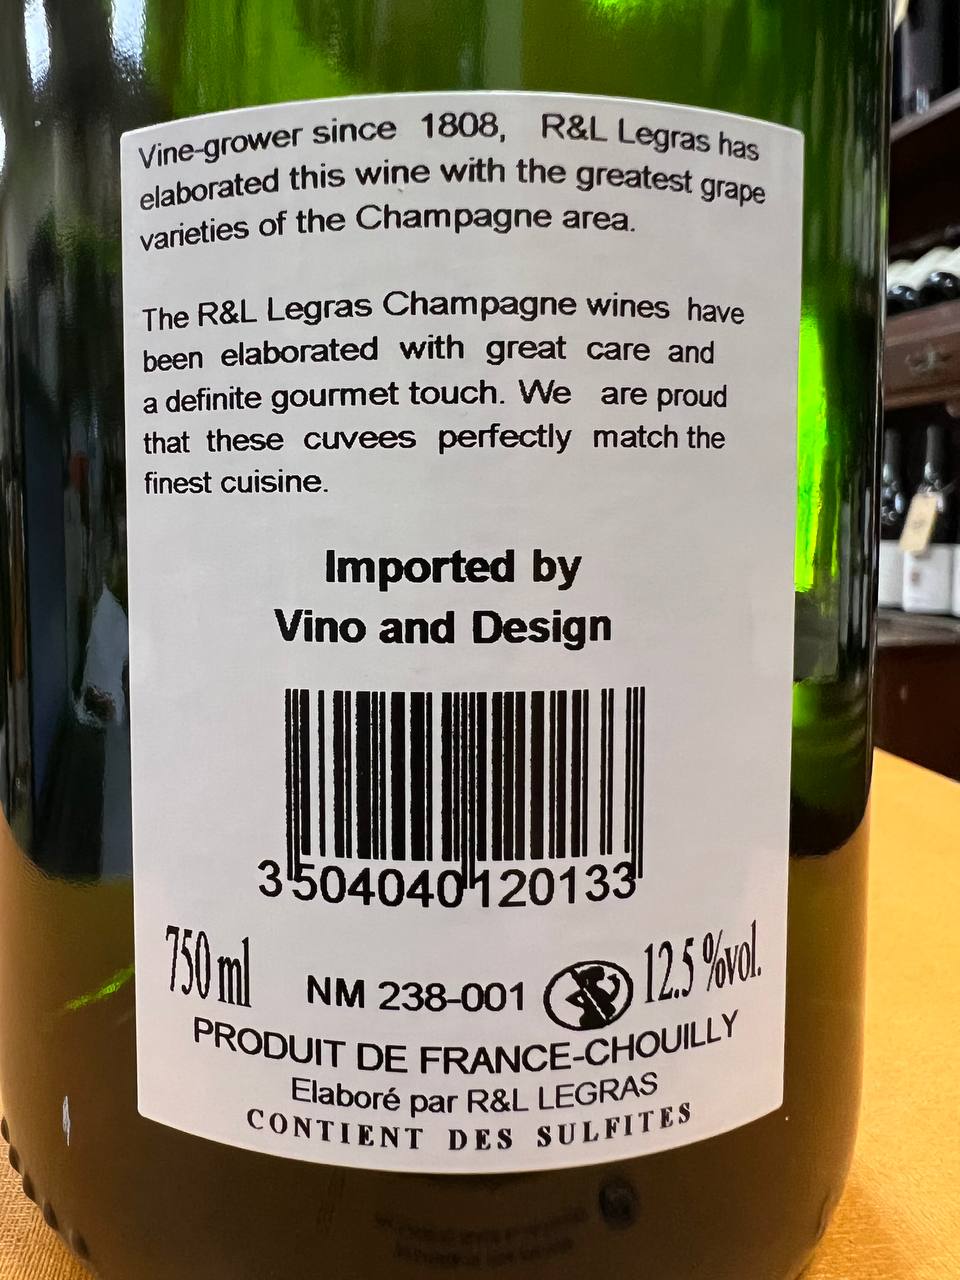 Vine-grower since 1808, R&L Legras has
elaborated this wine with the greatest grape
varieties of the Champagne area.
The R&L Legras Champagne wines have
been elaborated with great care and
a definite gourmet touch. We are proud
that these cuvees perfectly match the
finest cuisine.
Imported by
Vino and Design
3504040120133
750 ml NM 238-001 12.5 %vol.
PRODUIT DE FRANCE-CHOUILLY
Elaboré par R&L LEGRAS
CONTIENT DES SULFITES